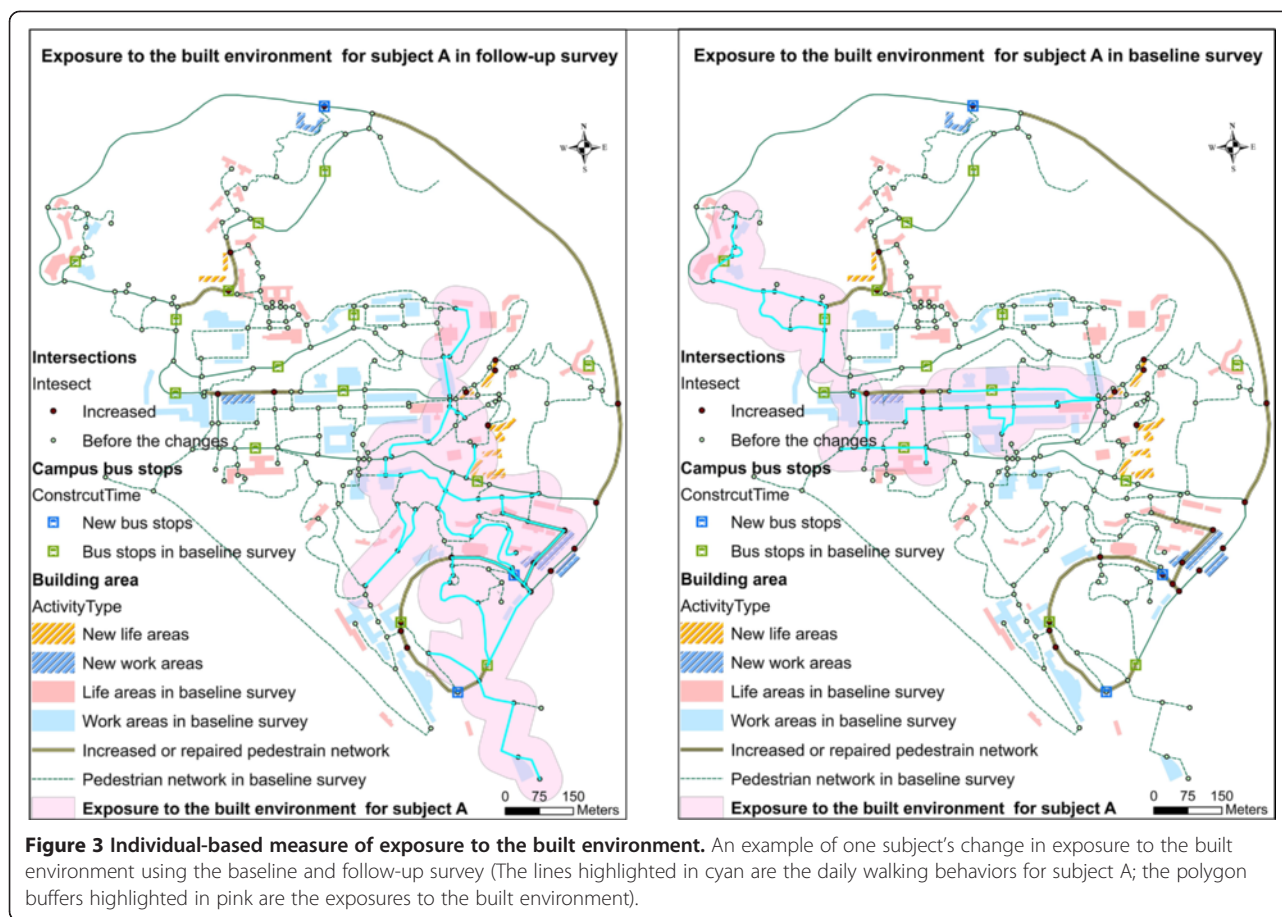 Exposure to the built environment for subject A in follow-up survey
N
W E
S
Intersections
Intesect
Increased
Before the changes
Campus bus stops
ConstrcutTime
New bus stops
Bus stops in baseline survey
Building area
ActivityType
New life areas
New work areas
Life areas in baseline survey
Work areas in baseline survey
Increased or repaired pedestrain network
Pedestrian network in baseline survey
Exposure to the built environment for subject A
0 75 150
Meters
Exposure to the built environment for subject A in baseline survey
N
W E
S
Intersections
Intesect
Increased
Before the changes
Campus bus stops
ConstrcutTime
New bus stops
Bus stops in baseline survey
Building area
ActivityType
New life areas
New work areas
Life areas in baseline survey
Work areas in baseline survey
Increased or repaired pedestrain network
Pedestrian network in baseline survey
Exposure to the built environment for subject A
0 75 150
Meters
Figure 3 Individual-based measure of exposure to the built environment. An example of one subject's change in exposure to the built
environment using the baseline and follow-up survey (The lines highlighted in cyan are the daily walking behaviors for subject A; the polygon
buffers highlighted in pink are the exposures to the built environment).